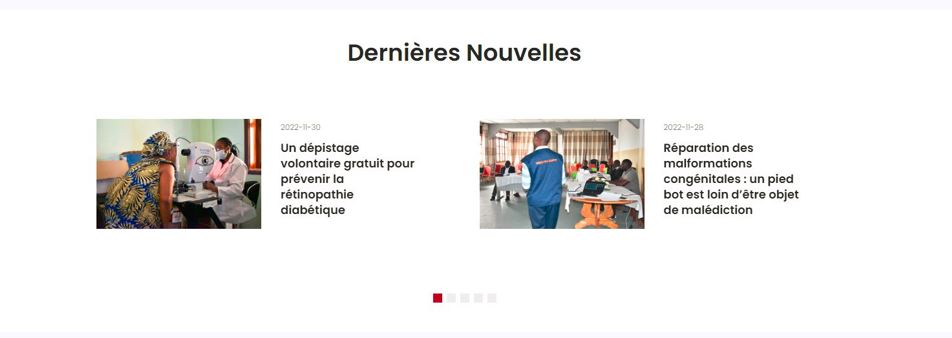 Dernières Nouvelles
2022-11-30
Un dépistage
volontaire gratuit pour
prévenir la
rétinopathie
diabétique
2022-11-28
Réparation des
malformations
congénitales : un pied
bot est loin d’être objet
de malédiction